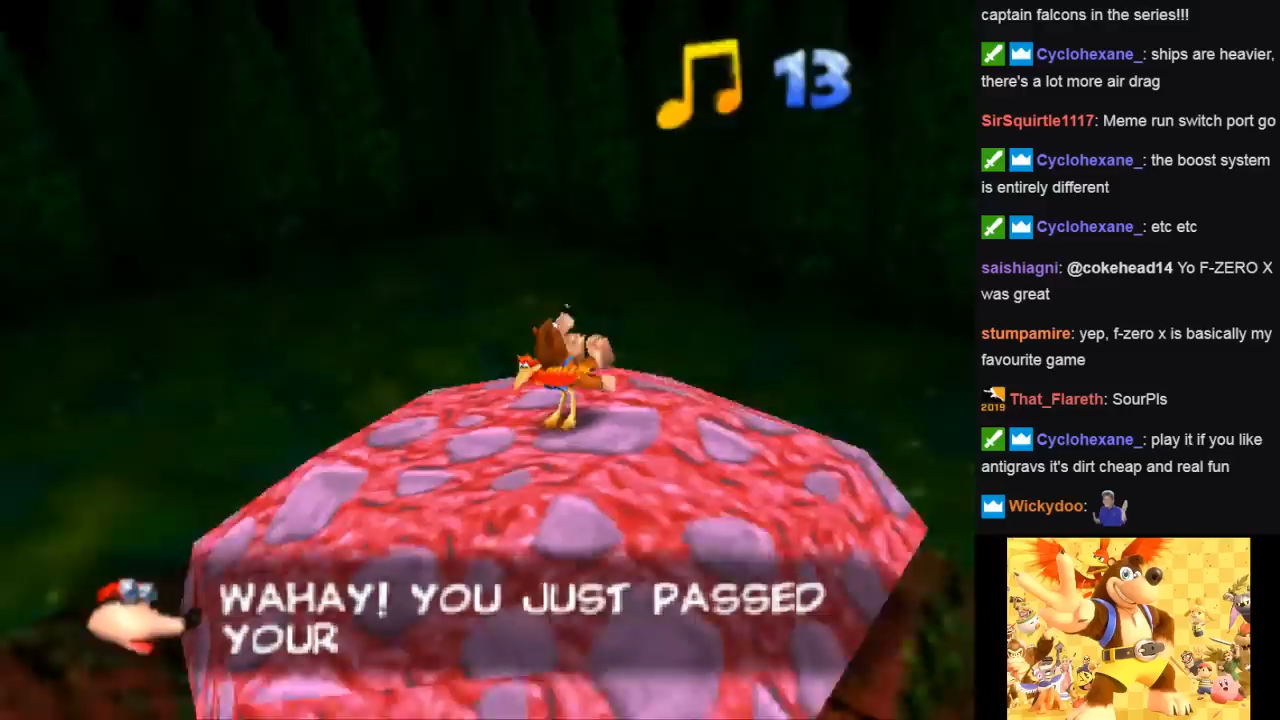 13
WAHAY! YOU JUST PASSED
YOUR
captain falcons in the series!!!
Cyclohexane_: ships are heavier,
there's a lot more air drag
SirSquirtle1117: Meme run switch port go
Cyclohexane_: the boost system
is entirely different
Cyclohexane_: etc etc
saishiagni: @cokehead14 Yo F-ZERO X
was great
stumpamire: yep, f-zero x is basically my
favourite game
2019 That_Flareth: SourPls
Cyclohexane_: play it if you like
antigravs it's dirt cheap and real fun
Wickydoo: